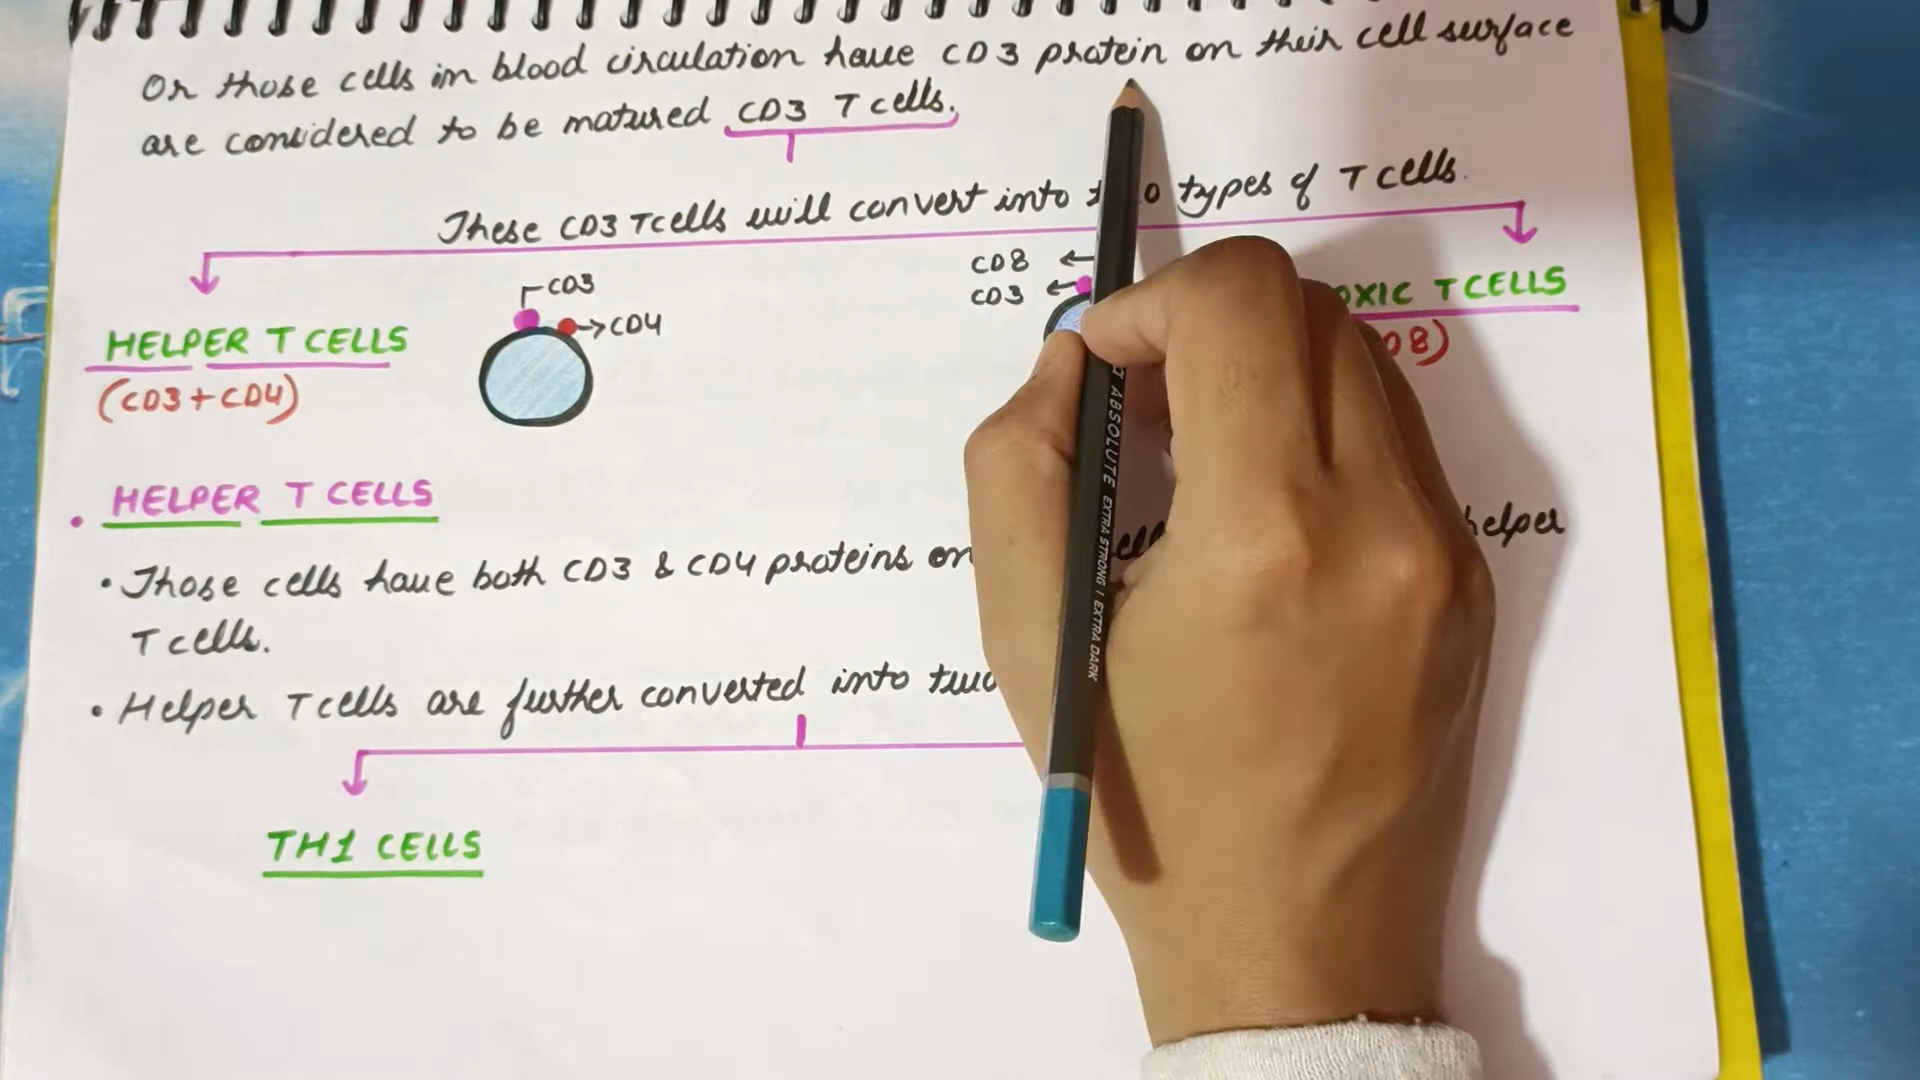 Or those cells in blood circulation have CD3 protein on their cell surface
are considered to be matured CD3 T cells.
These CD3 T cells will convert into types of T cells.
CD3
CD4
CD8
CD3
HELPER T CELLS
(CD3+CD4)
T CELLS
HELPER T CELLS
• Those cells have both CD3 & CD4 proteins on helper
T cells.
• Helper T cells are further converted into
TH1 CELLS
ABSOLUTE EXTRA STRONG | EXTRA DARK